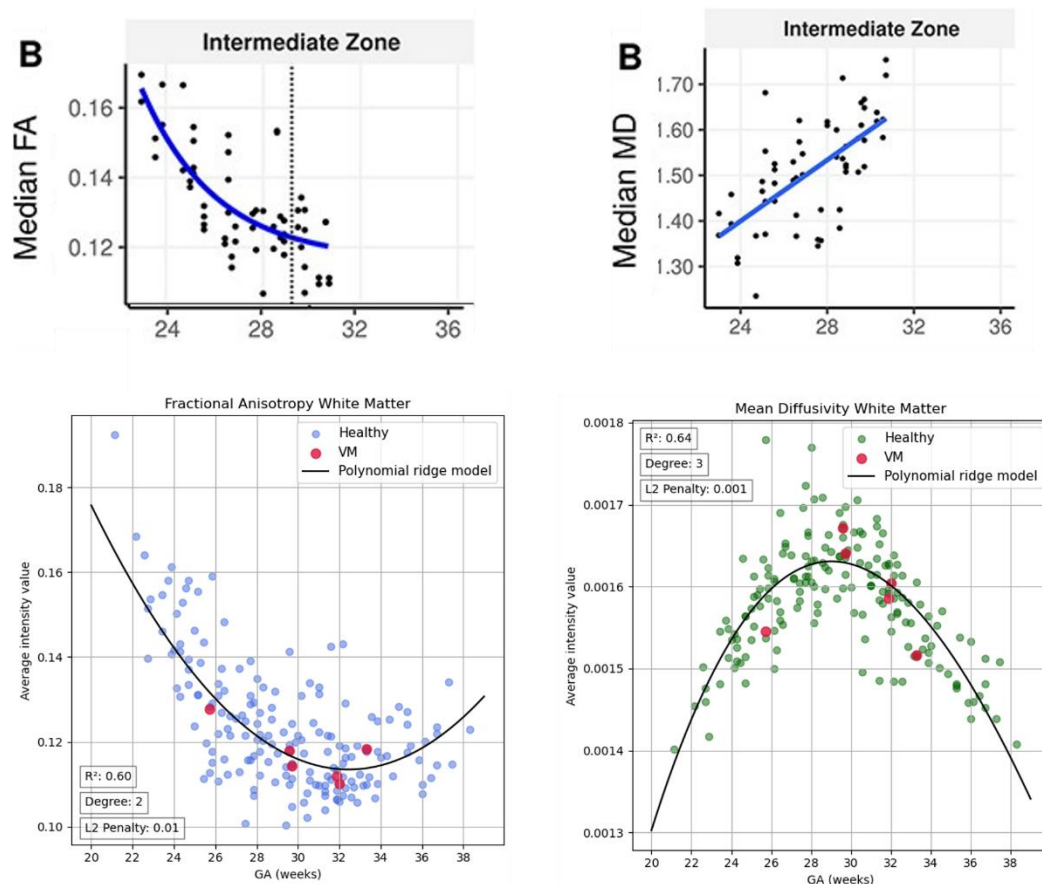 B
Intermediate Zone
Median FA
0.16
0.14
0.12
24
28
32
36
B
Intermediate Zone
Median MD
1.70
1.60
1.50
1.40
1.30
24
28
32
36
Fractional Anisotropy White Matter
Healthy
VM
Polynomial ridge model
Average intensity value
0.18
0.16
0.14
0.12
0.10
R²: 0.60
Degree: 2
L2 Penalty: 0.01
20
22
24
26
28
30
32
34
36
38
GA (weeks)
Mean Diffusivity White Matter
R²: 0.64
Degree: 3
L2 Penalty: 0.001
Healthy
VM
Polynomial ridge model
Average intensity value
0.0018
0.0017
0.0016
0.0015
0.0014
0.0013
20
22
24
26
28
30
32
34
36
38
GA (weeks)